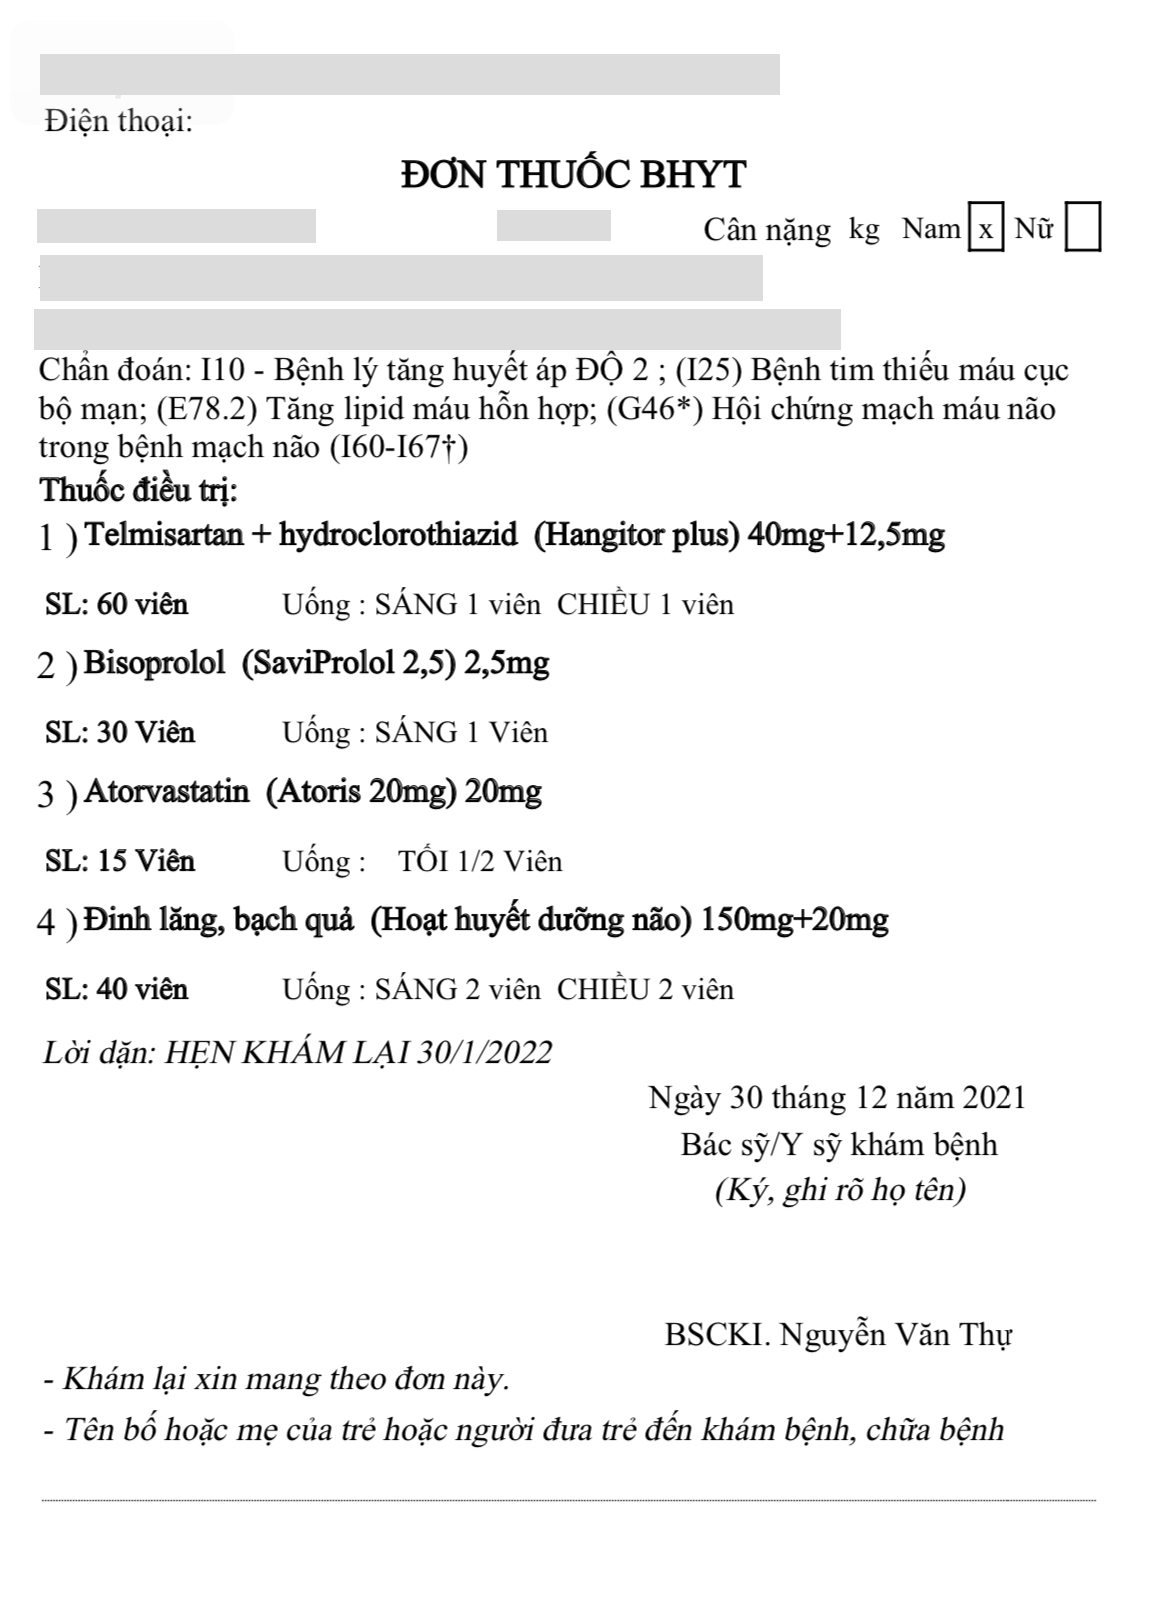 Điện thoại:
ĐƠN THUỐC BHYT
Cân nặng kg Nam x Nữ
Chẩn đoán: I10 - Bệnh lý tăng huyết áp ĐỘ 2 ; (I25) Bệnh tim thiếu máu cục
bộ mạn; (E78.2) Tăng lipid máu hỗn hợp; (G46*) Hội chứng mạch máu não
trong bệnh mạch não (I60-I67†)
Thuốc điều trị:
1 ) Telmisartan + hydroclorothiazid (Hangitor plus) 40mg+12,5mg
SL: 60 viên Uống : SÁNG 1 viên CHIỀU 1 viên
2 ) Bisoprolol (SaviProlol 2,5) 2,5mg
SL: 30 Viên Uống : SÁNG 1 Viên
3 ) Atorvastatin (Atoris 20mg) 20mg
SL: 15 Viên Uống : TỐI 1/2 Viên
4 ) Đinh lăng, bạch quả (Hoạt huyết dưỡng não) 150mg+20mg
SL: 40 viên Uống : SÁNG 2 viên CHIỀU 2 viên
Lời dặn: HẸN KHÁM LẠI 30/1/2022
Ngày 30 tháng 12 năm 2021
Bác sỹ/Y sỹ khám bệnh
(Ký, ghi rõ họ tên)
BSCKI. Nguyễn Văn Thự
- Khám lại xin mang theo đơn này.
- Tên bố hoặc mẹ của trẻ hoặc người đưa trẻ đến khám bệnh, chữa bệnh